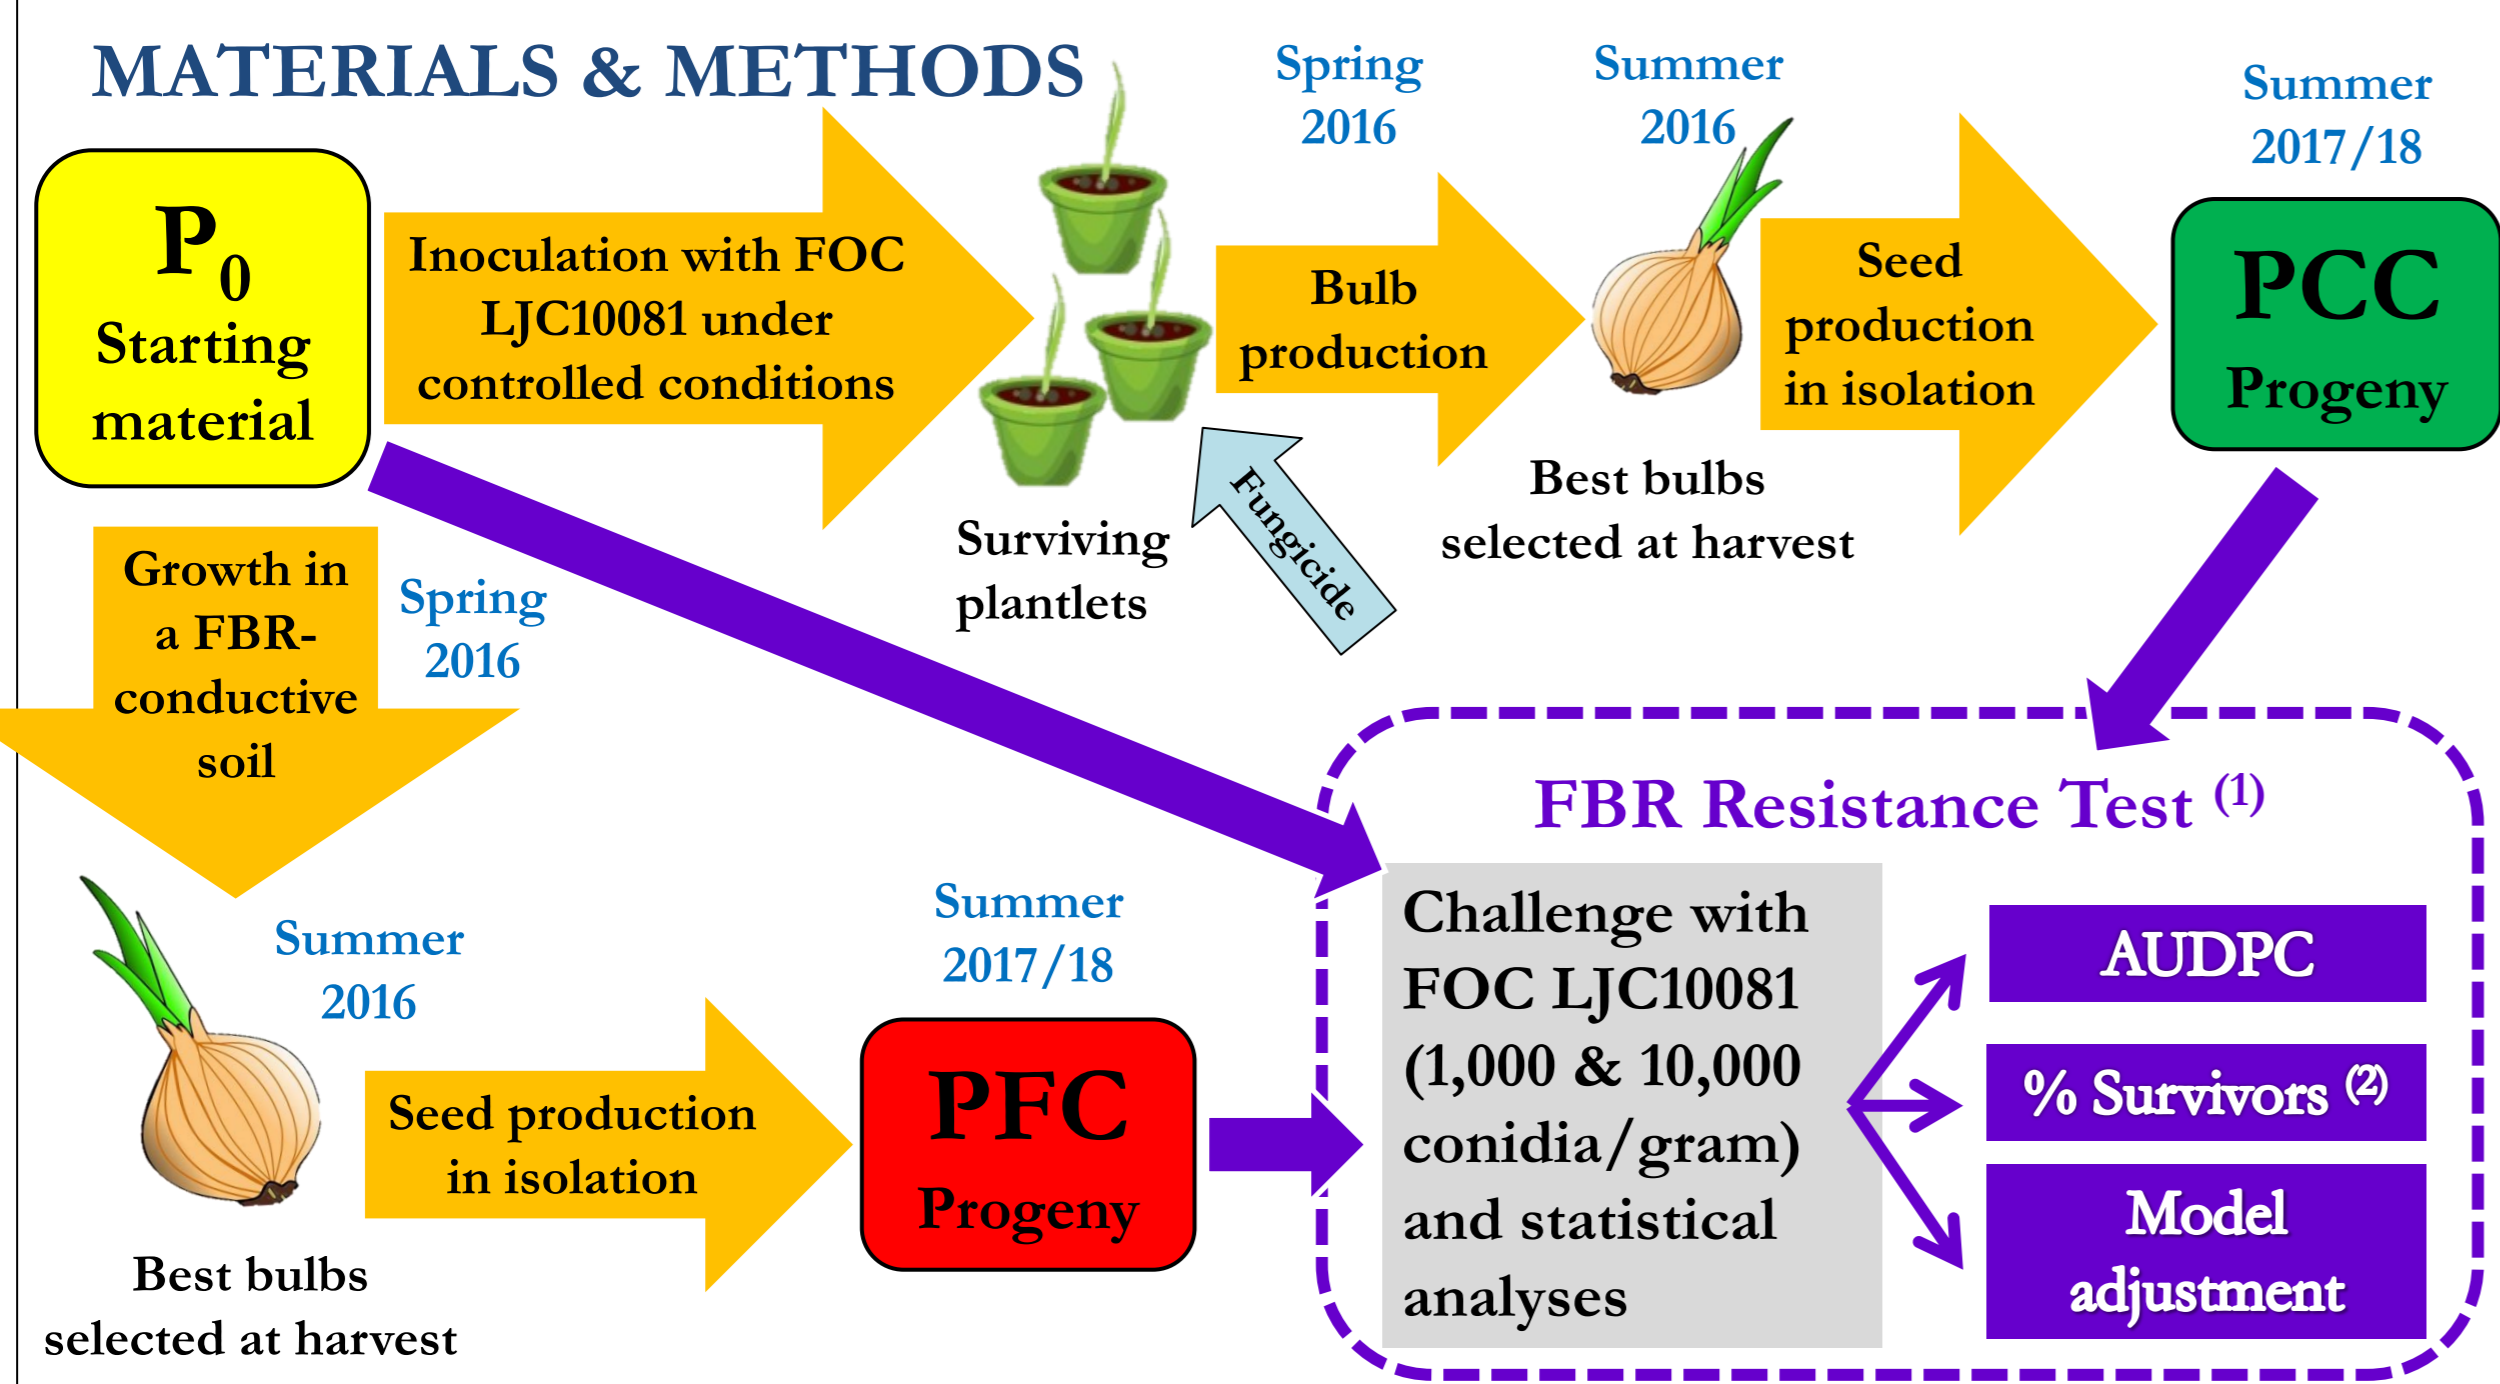 MATERIALS & METHODS
P0
Starting
material
Inoculation with FOC
LJC10081 under
controlled conditions
Surviving
plantlets
Fungicide
Spring
2016
Bulb
production
Summer
2016
Best bulbs
selected at harvest
Seed
production
in isolation
Summer
2017/18
PCC
Progeny
Growth in
a FBR-
conductive
soil
Spring
2016
Summer
2016
Best bulbs
selected at harvest
Seed production
in isolation
Summer
2017/18
PFC
Progeny
FBR Resistance Test (1)
Challenge with
FOC LJC10081
(1,000 & 10,000
conidia/gram)
and statistical
analyses
AUDPC
% Survivors (2)
Model
adjustment